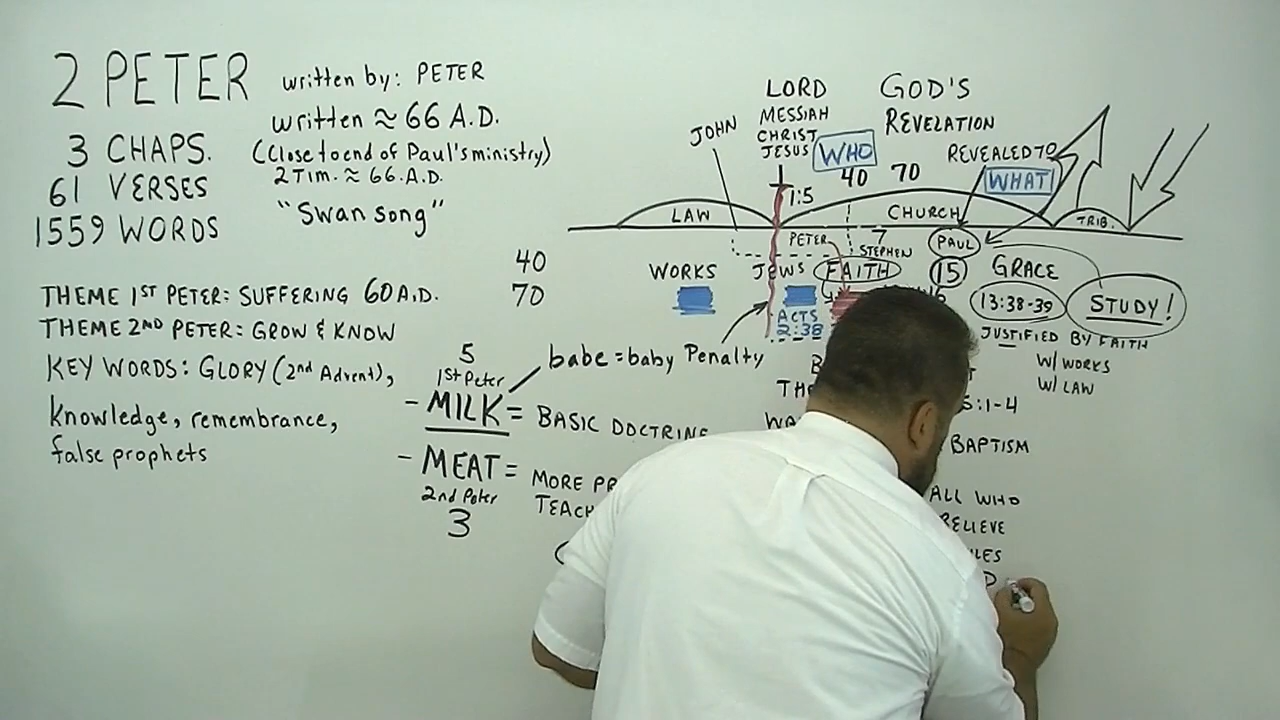 2 PETER
written by: PETER
written ≈ 66 A.D.
3 CHAPS.
(Close to end of Paul's ministry)
61 VERSES
2 Tim. ≈ 66 A.D.
1559 WORDS
"Swan song"
40
70
THEME 1ST PETER: SUFFERING 60 A.D.
THEME 2ND PETER: GROW & KNOW
KEY WORDS: GLORY (2nd Advent),
knowledge, remembrance,
false prophets
5
1st Peter
- MILK = BASIC DOCTRINE
babe = baby Penalty
- MEAT = MORE
2nd Peter
3
LORD
MESSIAH
CHRIST
JESUS
WHO
GOD'S
REVELATION
JOHN
40 70
REVEALED TO
WHAT
1:5
LAW
CHURCH
TRIB.
PETER
7
STEPHEN
PAUL
WORKS
JEWS
FAITH
15
GRACE
ACTS
2:38
13:38-39
STUDY!
JUSTIFIED BY FAITH
W/ WORKS
W/ LAW
:1-4
BAPTISM
ALL WHO